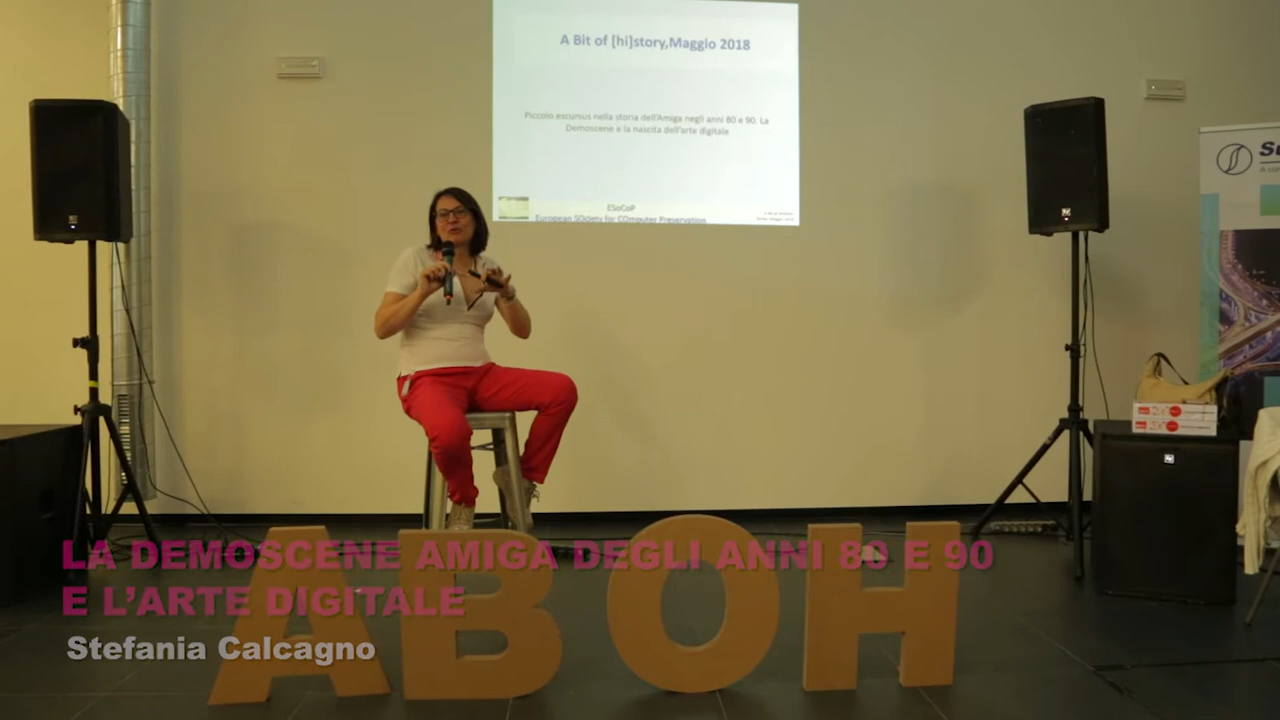 A Bit of [hi]story,Maggio 2018
Piccolo escursus nella storia dell'Amiga negli anni 80 e 90. La
Demoscene e la nascita dell'arte digitale
ESoCoP
European SOciety for COmputer Preservation
LA DEMOSCENE AMIGA DEGLI ANNI 80 E 90
E L'ARTE DIGITALE
Stefania Calcagno
ABOH